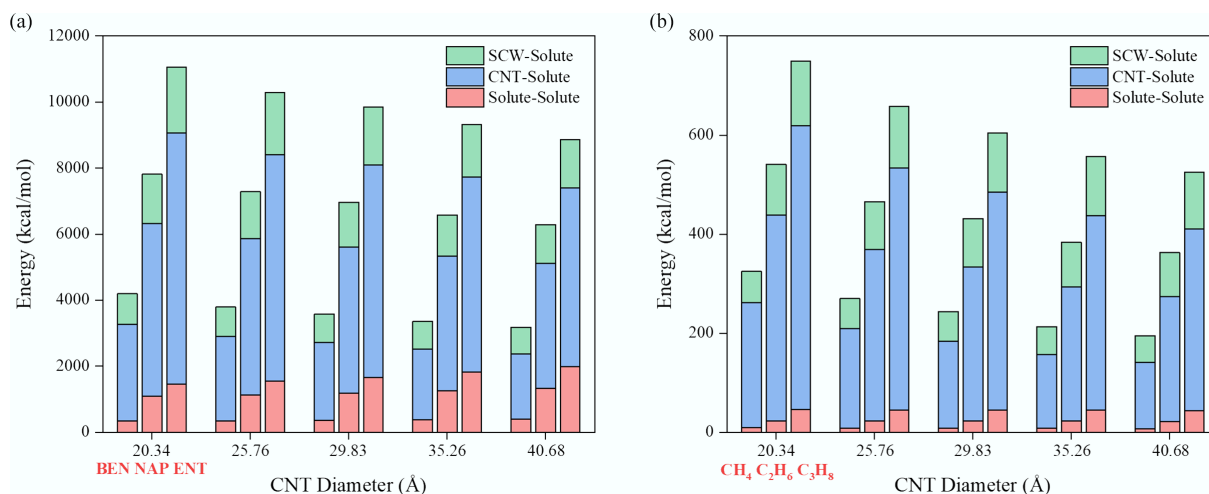 (a)
12000
10000
8000
6000
4000
2000
0
Energy (kcal/mol)
SCW-Solute
CNT-Solute
Solute-Solute
20.34 25.76 29.83 35.26 40.68
BEN NAP ENT
CNT Diameter (Å)
(b)
800
600
400
200
0
Energy (kcal/mol)
SCW-Solute
CNT-Solute
Solute-Solute
20.34 25.76 29.83 35.26 40.68
CH₄ C₂H₆ C₃H₈
CNT Diameter (Å)